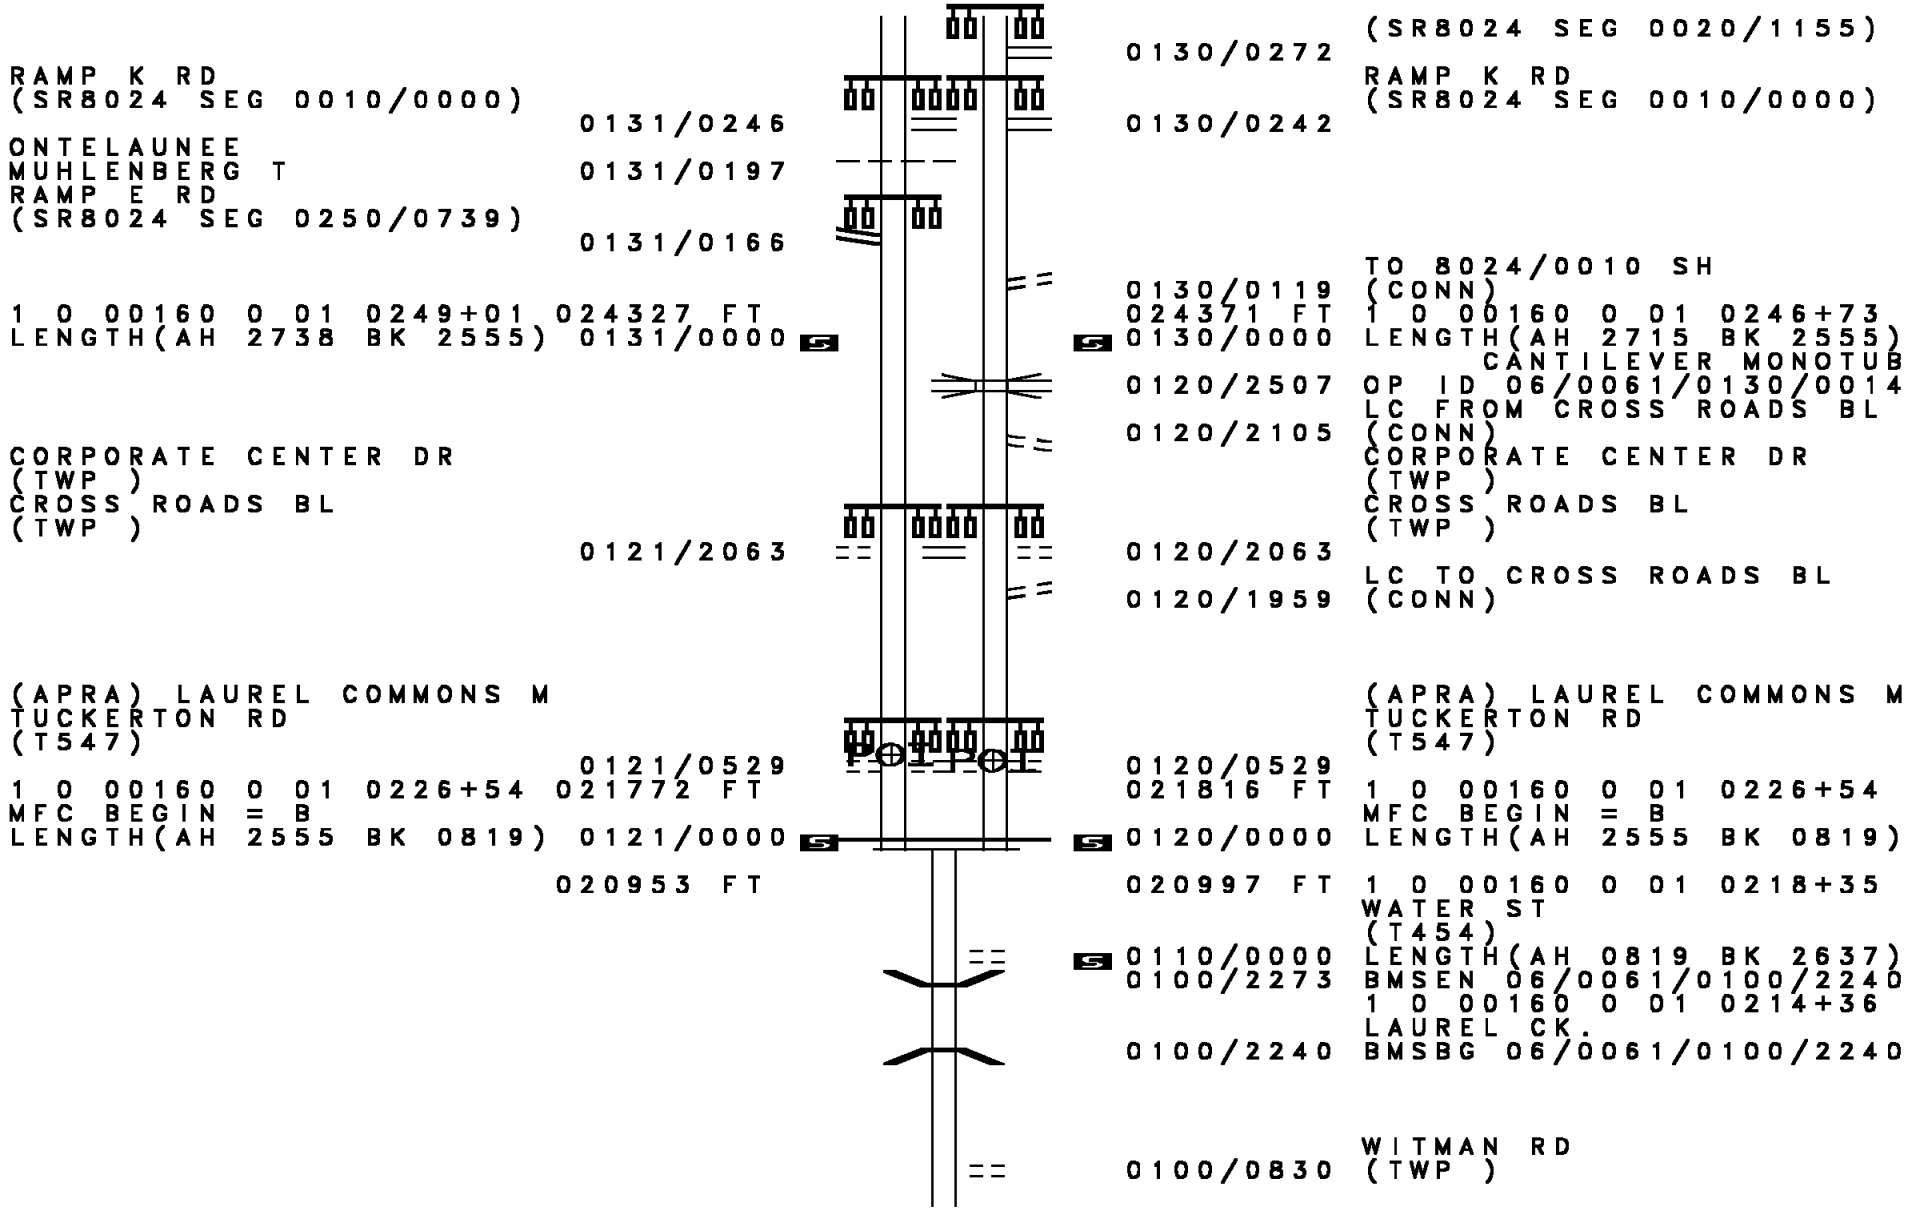 (SR8024 SEG 0020/1155)
0130/0272
RAMP K RD
RAMP K RD
(SR8024 SEG 0010/0000)
(SR8024 SEG 0010/0000)
0131/0246
0130/0242
ONTELAUNEE
MUHLENBERG T
0131/0197
RAMP E RD
(SR8024 SEG 0250/0739)
0131/0166
TO 8024/0010 SH
0130/0119 (CONN)
1 0 00160 0 01 0249+01 024327 FT
024371 FT 1 0 00160 0 01 0246+73
LENGTH(AH 2738 BK 2555) 0131/0000 S
S 0130/0000 LENGTH(AH 2715 BK 2555)
CANTILEVER MONOTUB
0120/2507 OP ID 06/0061/0130/0014
LC FROM CROSS ROADS BL
0120/2105 (CONN)
CORPORATE CENTER DR
CORPORATE CENTER DR
(TWP )
(TWP )
CROSS ROADS BL
CROSS ROADS BL
(TWP )
(TWP )
0121/2063
0120/2063
LC TO CROSS ROADS BL
0120/1959 (CONN)
(APRA) LAUREL COMMONS M
(APRA) LAUREL COMMONS M
TUCKERTON RD
TUCKERTON RD
(T547)
(T547)
POT POT
0121/0529
0120/0529
1 0 00160 0 01 0226+54 021772 FT
021816 FT 1 0 00160 0 01 0226+54
MFC BEGIN = B
MFC BEGIN = B
LENGTH(AH 2555 BK 0819) 0121/0000 S
S 0120/0000 LENGTH(AH 2555 BK 0819)
020953 FT
020997 FT 1 0 00160 0 01 0218+35
WATER ST
(T454)
S 0110/0000 LENGTH(AH 0819 BK 2637)
0100/2273 BMSEN 06/0061/0100/2240
1 0 00160 0 01 0214+36
LAUREL CK.
0100/2240 BMSBG 06/0061/0100/2240
WITMAN RD
0100/0830 (TWP )